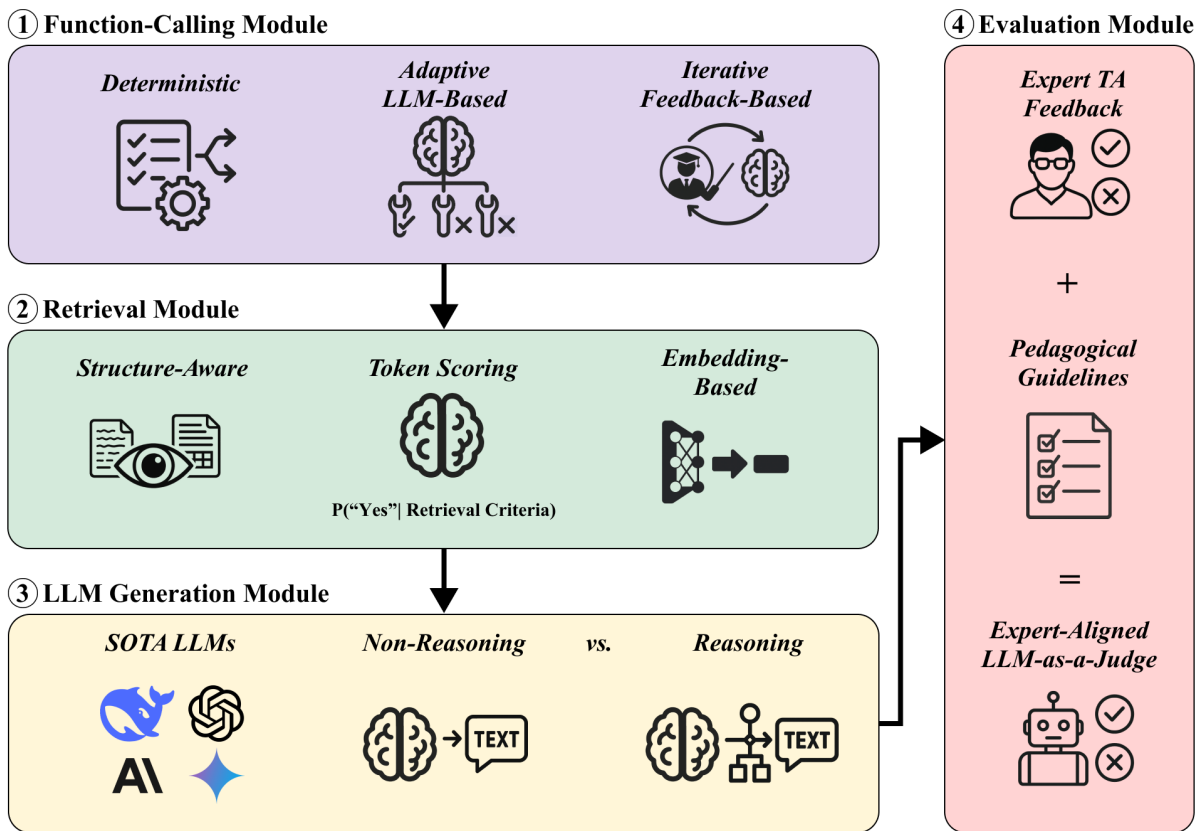 ① Function-Calling Module
Deterministic
Adaptive
LLM-Based
Iterative
Feedback-Based
② Retrieval Module
Structure-Aware
Token Scoring
P(“Yes”| Retrieval Criteria)
Embedding-
Based
③ LLM Generation Module
SOTA LLMs
Non-Reasoning
vs.
Reasoning
AI
TEXT
TEXT
④ Evaluation Module
Expert TA
Feedback
+
Pedagogical
Guidelines
=
Expert-Aligned
LLM-as-a-Judge